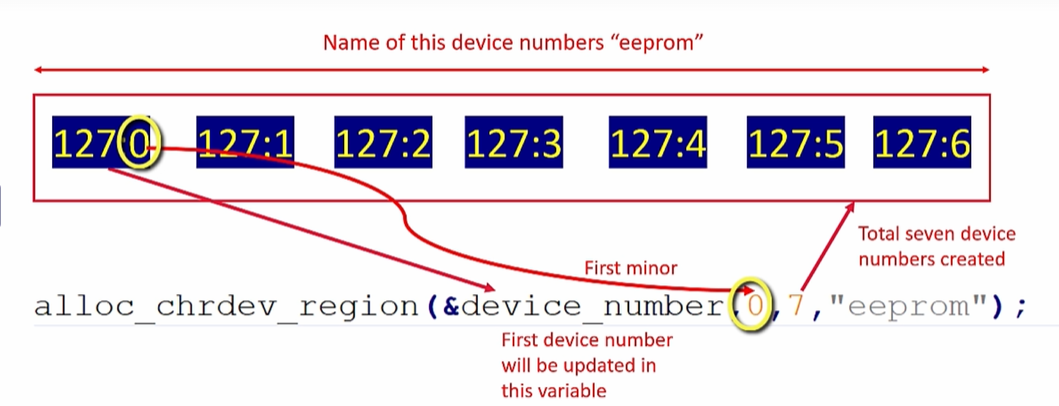 Name of this device numbers “eeprom”
127:0 127:1 127:2 127:3 127:4 127:5 127:6
Total seven device
numbers created
First minor
alloc_chrdev_region(&device_number,0,7,"eeprom");
First device number
will be updated in
this variable